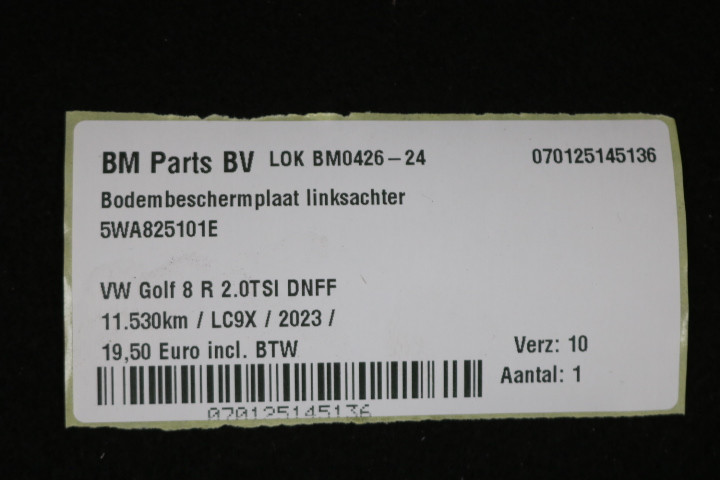 BM Parts BV LOK BM0426-24 070125145136
Bodembeschermplaat linksachter
5WA825101E
VW Golf 8 R 2.0TSI DNFF
11.530km / LC9X / 2023 /
19,50 Euro incl. BTW Verz: 10
Aantal: 1
070125145136